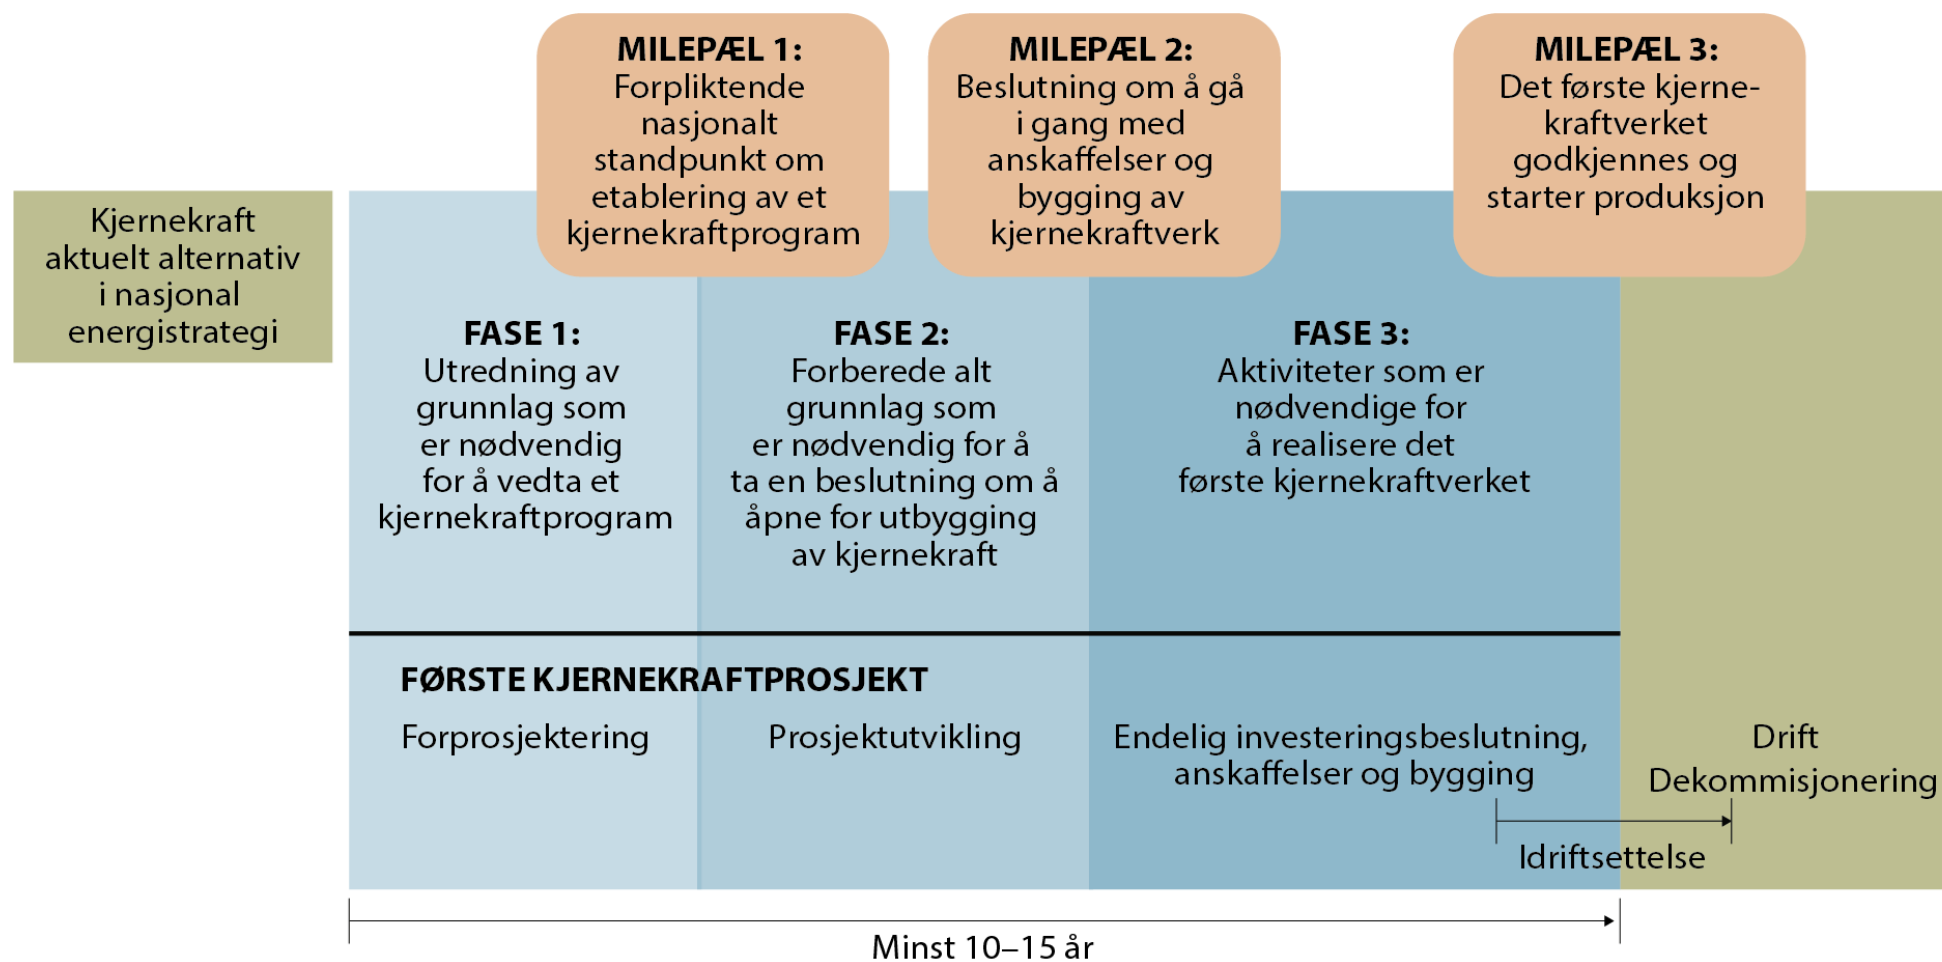 MILEPÆL 1:
Forpliktende
nasjonalt
standpunkt om
etablering av et
kjernekraftprogram
MILEPÆL 2:
Beslutning om å gå
i gang med
anskaffelser og
bygging av
kjernekraftverk
MILEPÆL 3:
Det første kjerne-
kraftverket
godkjennes og
starter produksjon
Kjernekraft
aktuelt alternativ
i nasjonal
energistrategi
FASE 1:
Utredning av
grunnlag som
er nødvendig
for å vedta et
kjernekraftprogram
FASE 2:
Forberede alt
grunnlag som
er nødvendig for å
ta en beslutning om å
åpne for utbygging
av kjernekraft
FASE 3:
Aktiviteter som er
nødvendige for
å realisere det
første kjernekraftverket
FØRSTE KJERNEKRAFTPROSJEKT
Forprosjektering
Prosjektutvikling
Endelig investeringsbeslutning,
anskaffelser og bygging
Drift
Dekommisjonering
Idriftsettelse
Minst 10–15 år